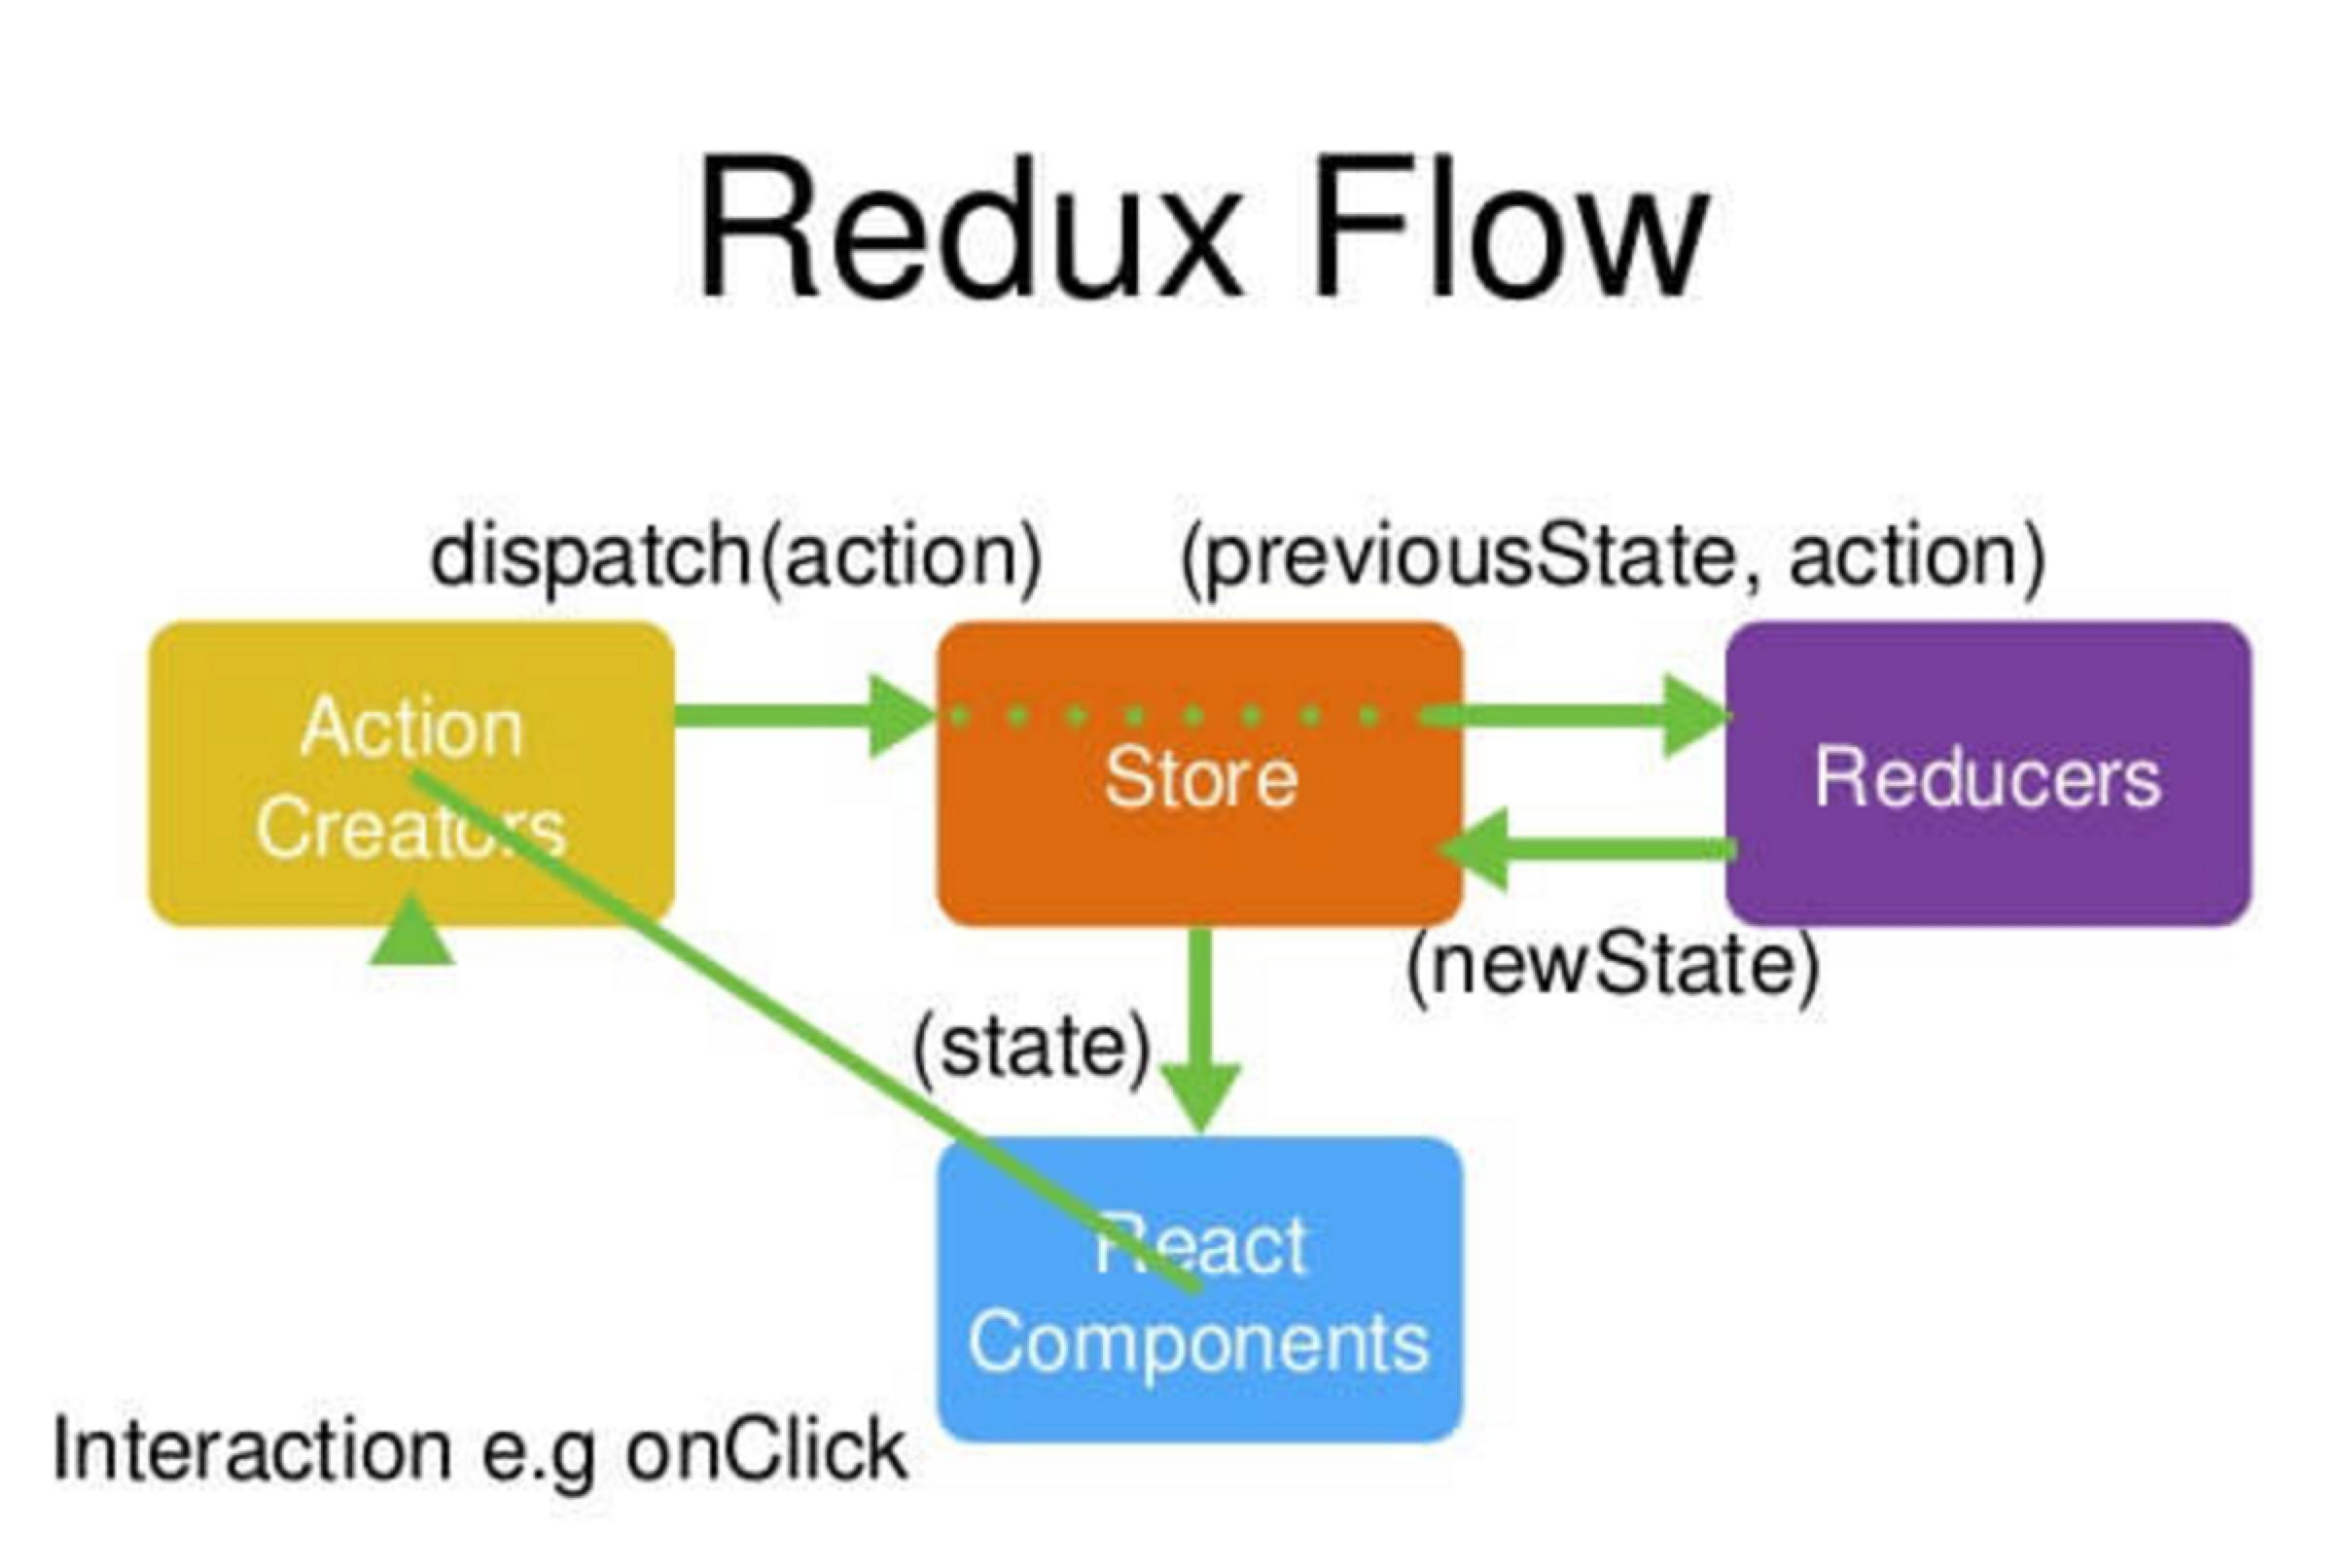 Redux Flow
dispatch(action)
(previousState, action)
Action
Creators
Store
Reducers
(newState)
(state)
React
Components
Interaction e.g onClick